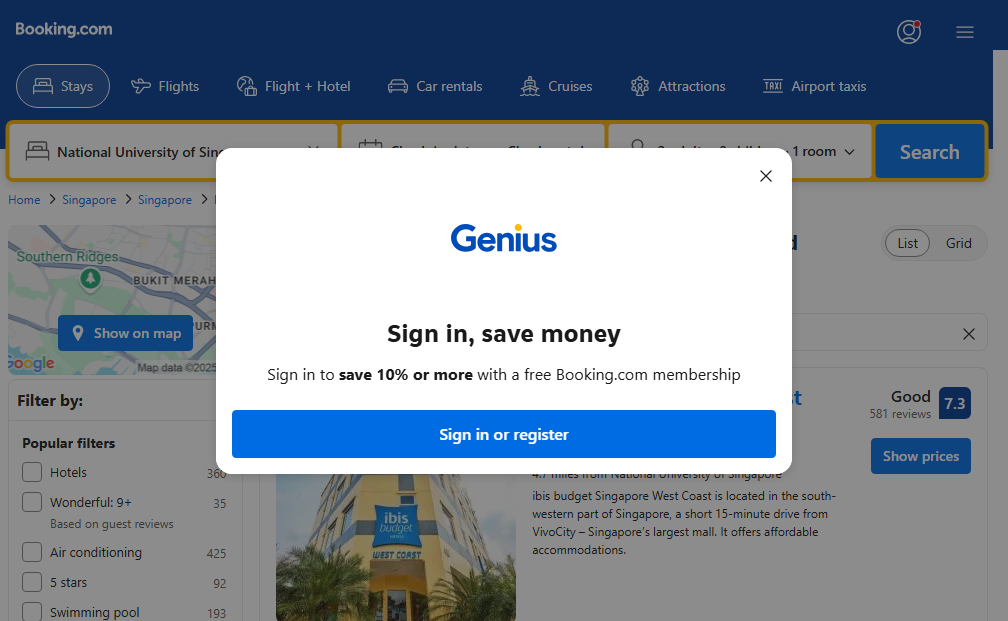 Booking.com
Stays
Flights
Flight + Hotel
Car rentals
Cruises
Attractions
Airport taxis
TAXI
National University of Sin
1 room
Search
Home
Singapore
Singapore
Southern Ridges
BUKIT MERAH
Show on map
Google
Map data ©2025
List
Grid
Genius
Sign in, save money
Sign in to save 10% or more with a free Booking.com membership
Sign in or register
Filter by:
Popular filters
Hotels 360
Wonderful: 9+ 35
Based on guest reviews
Air conditioning 425
5 stars 92
Swimming pool 193
Good
581 reviews
7.3
Show prices
4.7 miles from National University of Singapore
ibis budget Singapore West Coast is located in the south-
western part of Singapore, a short 15-minute drive from
VivoCity – Singapore's largest mall. It offers affordable
accommodations.
ibis
budget
HOTELS
WEST COAST